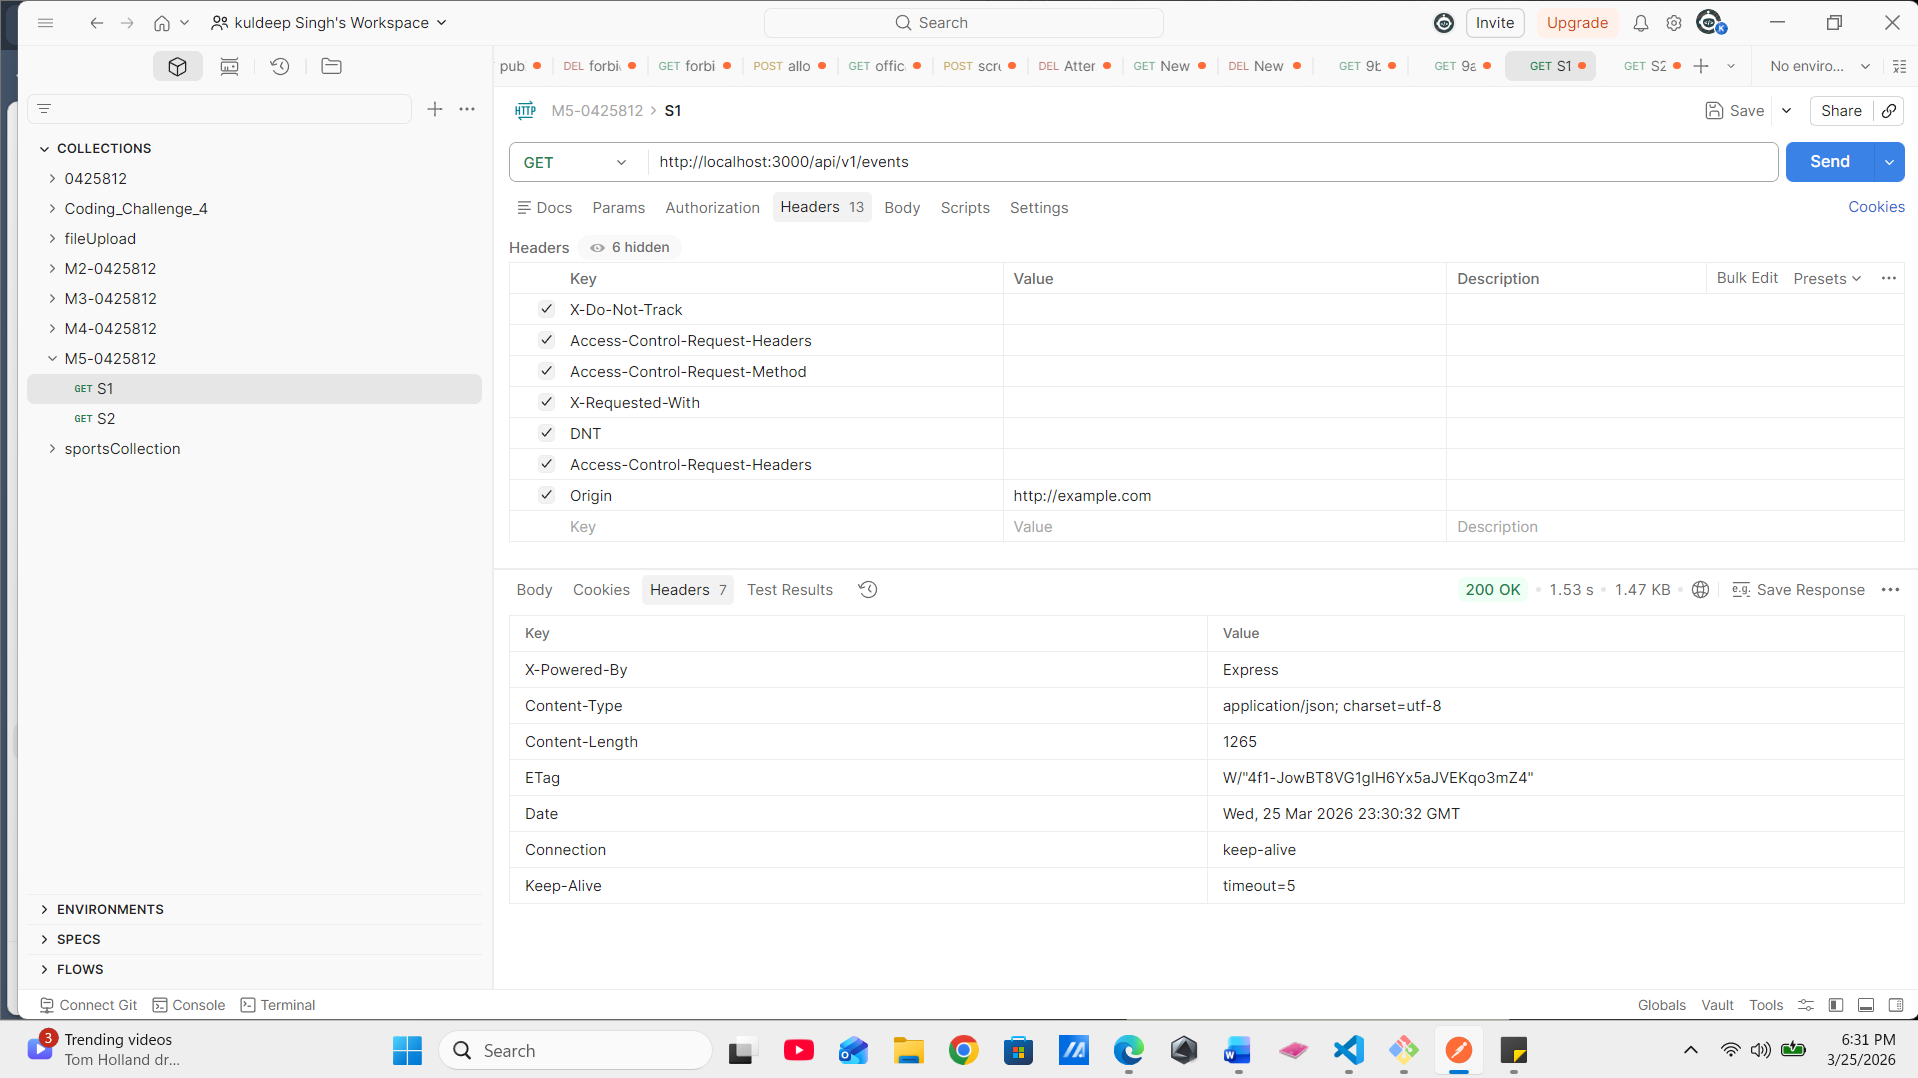 kuldeep Singh's Workspace
Search
Invite
Upgrade
K
pub
DEL forbi
GET forbi
POST allo
GET offic
POST scr
DEL Atter
GET New
DEL New
GET 9b
GET 9a
GET S1
GET S2
No enviro...
HTTP
M5-0425812 > S1
Save
Share
COLLECTIONS
0425812
Coding_Challenge_4
fileUpload
M2-0425812
M3-0425812
M4-0425812
M5-0425812
GET S1
GET S2
sportsCollection
ENVIRONMENTS
SPECS
FLOWS
GET
http://localhost:3000/api/v1/events
Send
Docs Params Authorization Headers 13 Body Scripts Settings
Cookies
Headers 6 hidden
Key Value Description Bulk Edit Presets
X-Do-Not-Track
Access-Control-Request-Headers
Access-Control-Request-Method
X-Requested-With
DNT
Access-Control-Request-Headers
Origin http://example.com
Key Value Description
Body Cookies Headers 7 Test Results
200 OK • 1.53 s • 1.47 KB • e.g. Save Response
Key Value
X-Powered-By Express
Content-Type application/json; charset=utf-8
Content-Length 1265
ETag W/"4f1-JowBT8VG1glH6Yx5aJVEKqo3mZ4"
Date Wed, 25 Mar 2026 23:30:32 GMT
Connection keep-alive
Keep-Alive timeout=5
Connect Git Console Terminal
Globals Vault Tools
3
Trending videos
Tom Holland dr...
Search
6:31 PM
3/25/2026